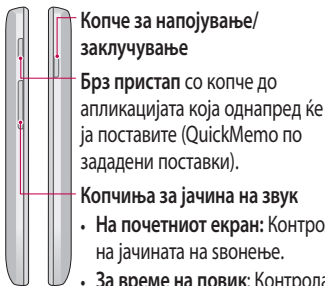 Копче за напојување/
заклучување
Брз пристап со копче до
апликацијата која однапред ќе
ја поставите (QuickMemo по
зададени поставки).
Копчиња за јачина на звук
• На почетниот екран: Контро
на јачината на ѕвонење.
• За време на повик: Контрола